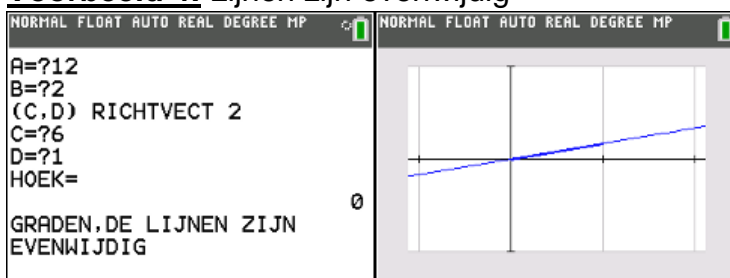 Voorbeeld 4: Lijnen zijn evenwijdig
NORMAL FLOAT AUTO REAL DEGREE MP
A=?12
B=?2
(C,D) RICHTVECT 2
C=?6
D=?1
HOEK=
0
GRADEN,DE LIJNEN ZIJN
EVENWIJDIG
NORMAL FLOAT AUTO REAL DEGREE MP